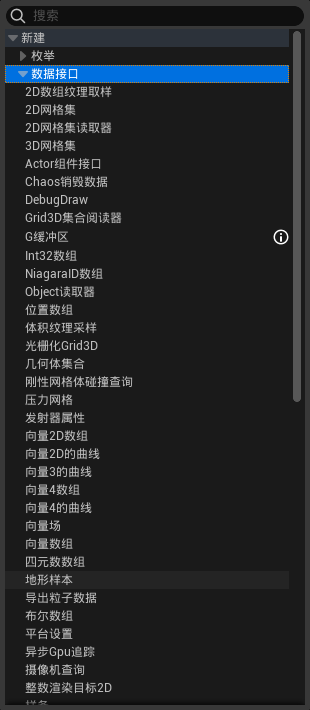 搜索
新建
枚举
数据接口
2D数组纹理取样
2D网格集
2D网格集读取器
3D网格集
Actor组件接口
Chaos销毁数据
DebugDraw
Grid3D集合阅读器
G缓冲区
Int32数组
NiagaraID数组
Object读取器
位置数组
体积纹理采样
光栅化Grid3D
几何体集合
刚性网格体碰撞查询
压力网格
发射器属性
向量2D数组
向量2D的曲线
向量3的曲线
向量4数组
向量4的曲线
向量场
向量数组
四元数数组
地形样本
导出粒子数据
布尔数组
平台设置
异步Gpu追踪
摄像机查询
整数渲染目标2D